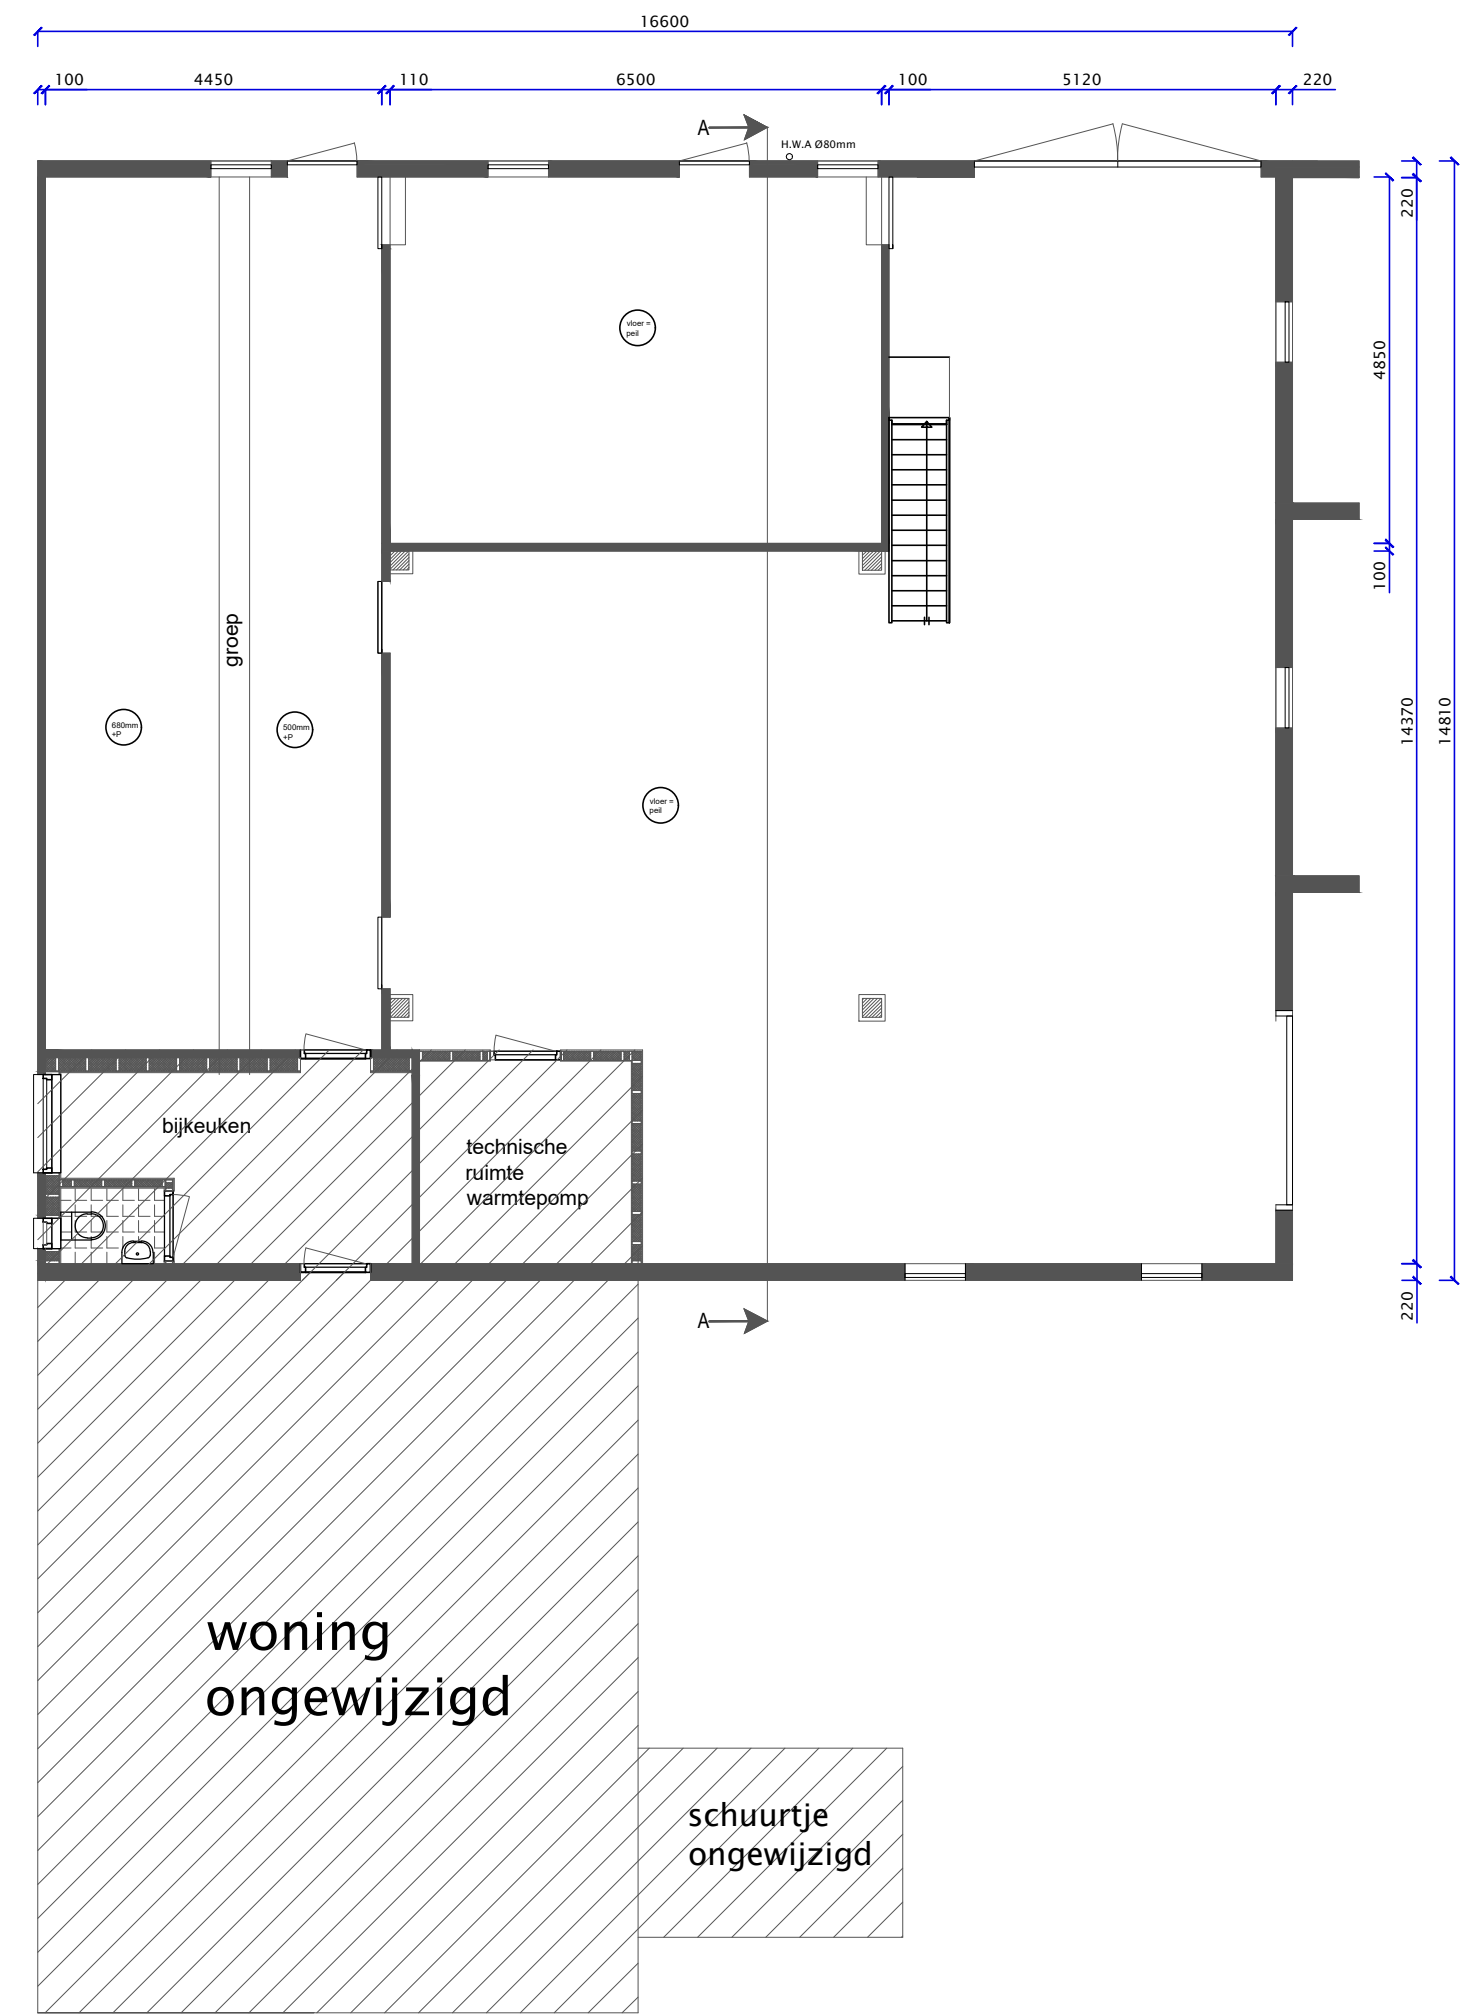 16600
100 4450 110 6500 100 5120 220
A
H.W.A Ø80mm
220
vloer =
peil
4850
100
groep
680mm
+P
500mm
+P
14370
14810
vloer =
peil
bijkeuken
technische
ruimte
warmtepomp
220
A
woning
ongewijzigd
schuurtje
ongewijzigd